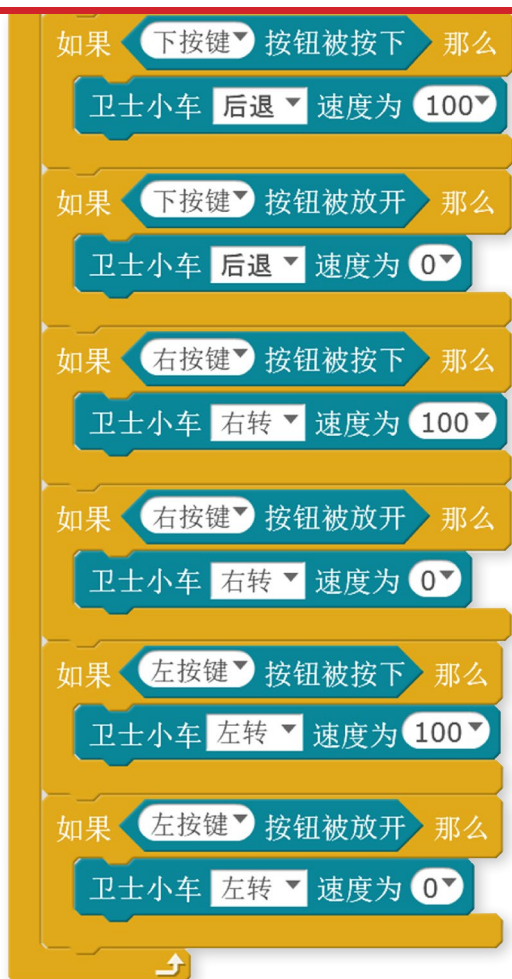 如果 下按键 按钮被按下 那么
卫士小车 后退 速度为 100
如果 下按键 按钮被放开 那么
卫士小车 后退 速度为 0
如果 右按键 按钮被按下 那么
卫士小车 右转 速度为 100
如果 右按键 按钮被放开 那么
卫士小车 右转 速度为 0
如果 左按键 按钮被按下 那么
卫士小车 左转 速度为 100
如果 左按键 按钮被放开 那么
卫士小车 左转 速度为 0